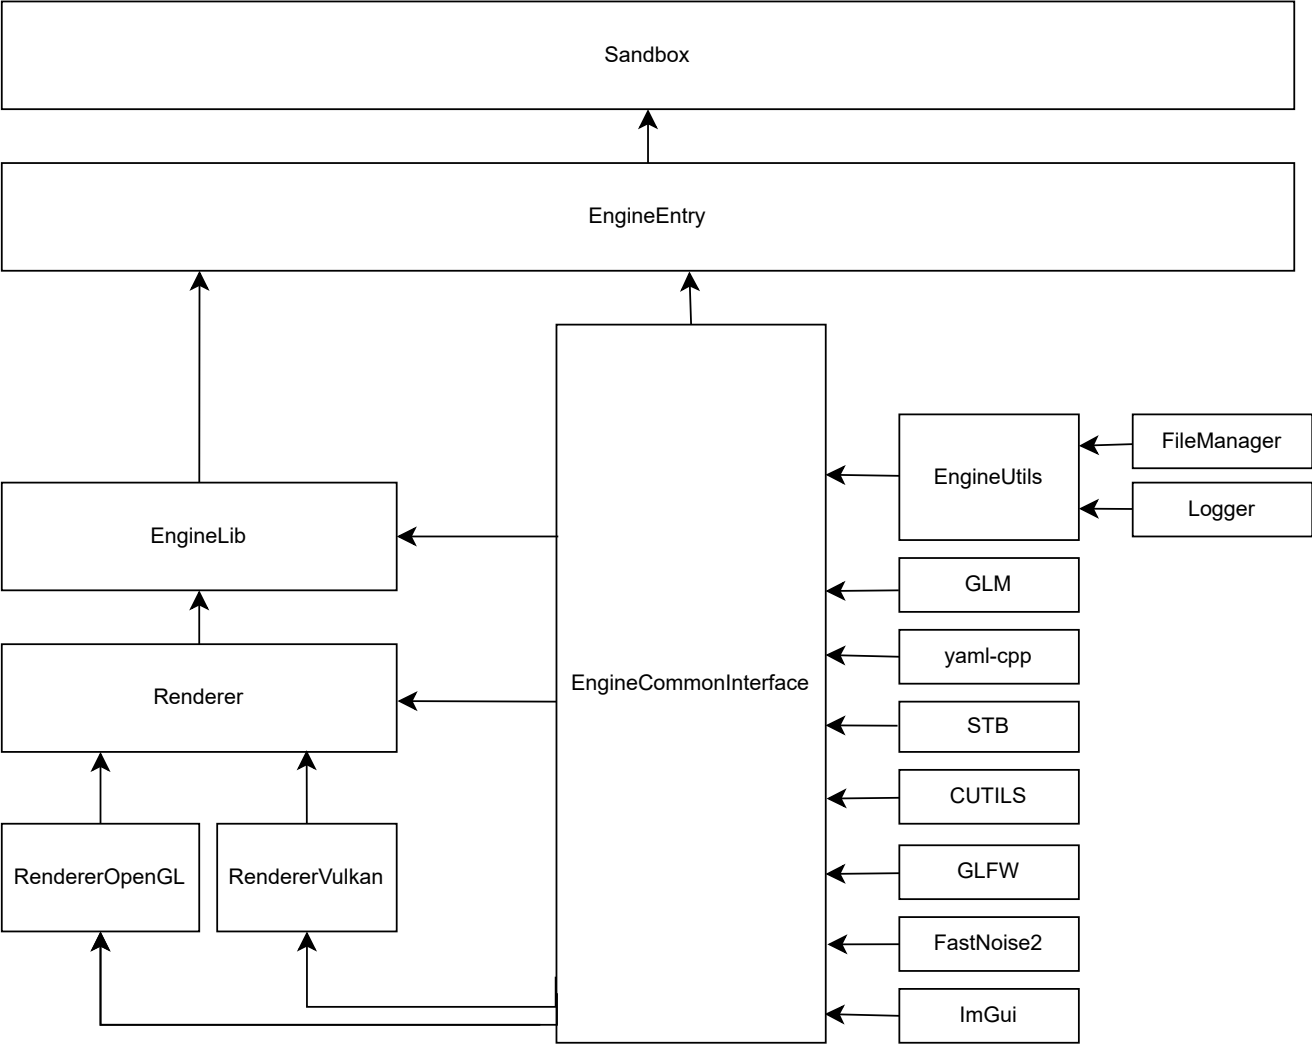 Sandbox
EngineEntry
EngineUtils
FileManager
Logger
EngineLib
GLM
yaml-cpp
EngineCommonInterface
Renderer
STB
CUTILS
RendererOpenGL
RendererVulkan
GLFW
FastNoise2
ImGui